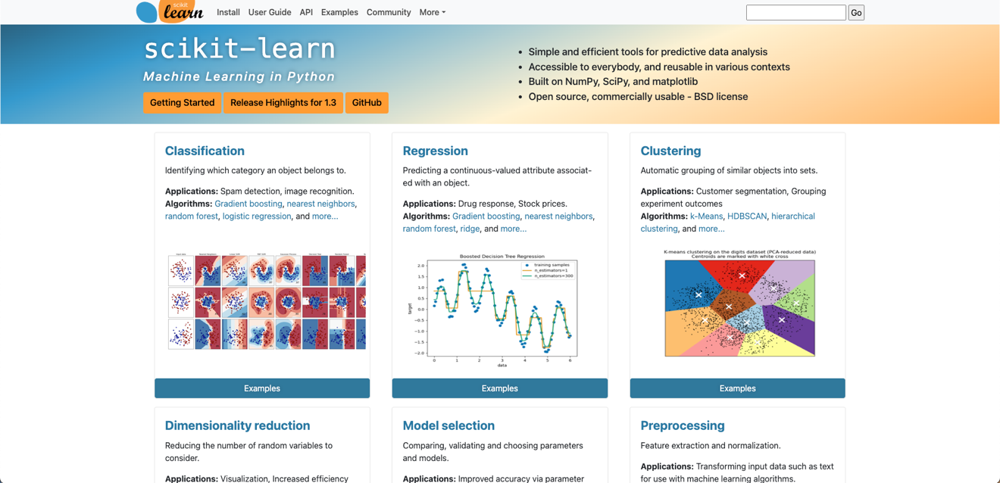 scikit
learn
Install User Guide API Examples Community More
Go
scikit-learn
Machine Learning in Python
Getting Started Release Highlights for 1.3 GitHub
• Simple and efficient tools for predictive data analysis
• Accessible to everybody, and reusable in various contexts
• Built on NumPy, SciPy, and matplotlib
• Open source, commercially usable - BSD license
Classification
Identifying which category an object belongs to.
Applications: Spam detection, image recognition.
Algorithms: Gradient boosting, nearest neighbors,
random forest, logistic regression, and more...
Examples
Regression
Predicting a continuous-valued attribute associat-
ed with an object.
Applications: Drug response, Stock prices.
Algorithms: Gradient boosting, nearest neighbors,
random forest, ridge, and more...
Boosted Decision Tree Regression
training samples
n_estimators=1
n_estimators=300
target
2.0
1.5
1.0
0.5
0.0
−0.5
−1.0
−1.5
−2.0
0 1 2 3 4 5 6
data
Examples
Clustering
Automatic grouping of similar objects into sets.
Applications: Customer segmentation, Grouping
experiment outcomes
Algorithms: k-Means, HDBSCAN, hierarchical
clustering, and more...
K-means clustering on the digits dataset (PCA-reduced data)
Centroids are marked with white cross
Examples
Dimensionality reduction
Reducing the number of random variables to
consider.
Applications: Visualization, Increased efficiency
Model selection
Comparing, validating and choosing parameters
and models.
Applications: Improved accuracy via parameter
Preprocessing
Feature extraction and normalization.
Applications: Transforming input data such as text
for use with machine learning algorithms.